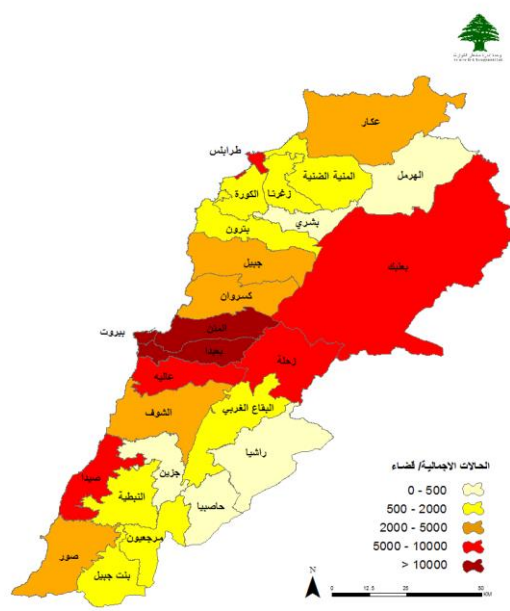 عكار
طرابلس
المنية الضنية
الهرمل
زغرتا
الكورة
بشري
بترون
بعلبك
جبيل
كسروان
المتن
بيروت
بعبدا
زحلة
عاليه
البقاع الغربي
الشوف
راشيا
جزين
صيدا
النبطية
حاصبيا
مرجعيون
صور
بنت جبيل
الحالات الاجمالية/ قضاء
0 - 500
500 - 2000
2000 - 5000
5000 - 10000
> 10000
N
0 12.5 25 50
KM